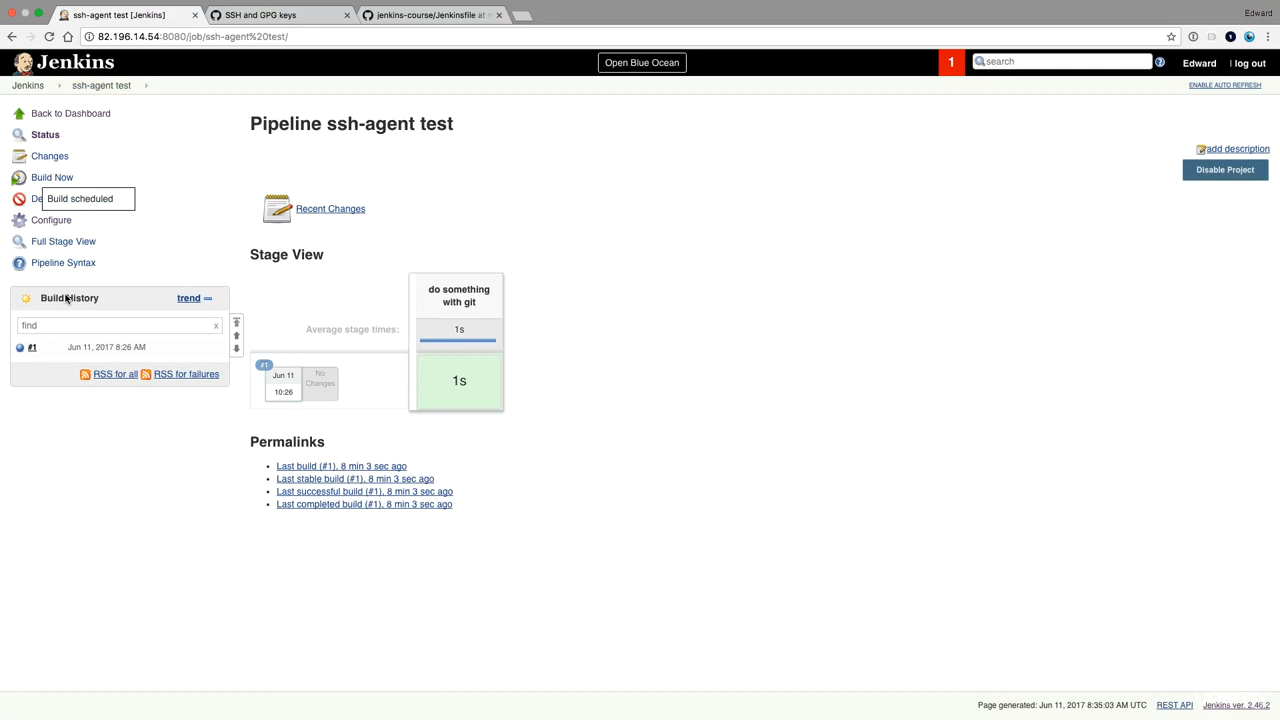 ssh-agent test [Jenkins]
SSH and GPG keys
jenkins-course/Jenkinsfile at m
Edward
82.196.14.54:8080/job/ssh-agent%20test/
Jenkins
Open Blue Ocean
1
search
Edward
log out
Jenkins
ssh-agent test
ENABLE AUTO REFRESH
Back to Dashboard
Status
Changes
Build Now
De
Build scheduled
Configure
Full Stage View
Pipeline Syntax
Build History
trend
find
x
#1
Jun 11, 2017 8:26 AM
RSS for all
RSS for failures
Pipeline ssh-agent test
add description
Disable Project
Recent Changes
Stage View
do something
with git
Average stage times:
1s
#1
Jun 11
10:26
No
Changes
1s
Permalinks
Last build (#1), 8 min 3 sec ago
Last stable build (#1), 8 min 3 sec ago
Last successful build (#1), 8 min 3 sec ago
Last completed build (#1), 8 min 3 sec ago
Page generated: Jun 11, 2017 8:35:03 AM UTC
REST API
Jenkins ver. 2.46.2